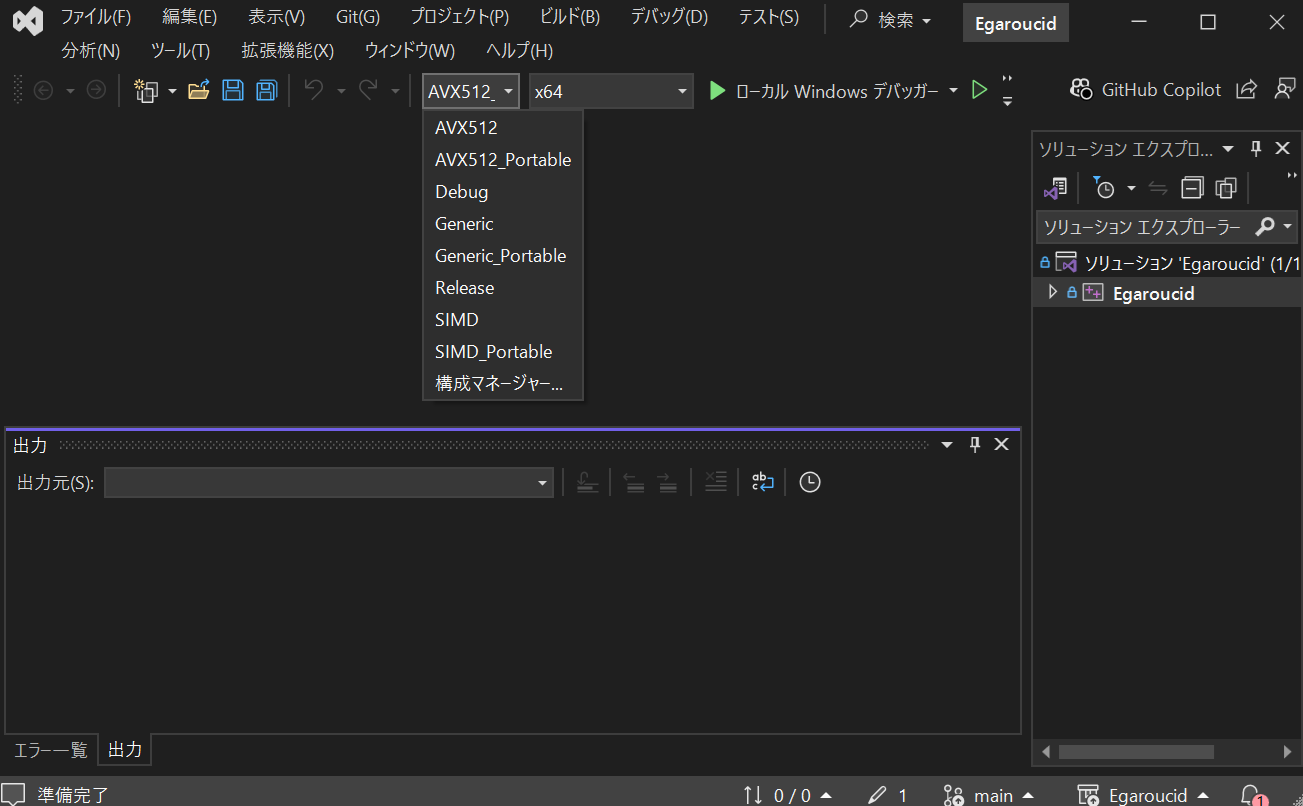 ファイル(F) 編集(E) 表示(V) Git(G) プロジェクト(P) ビルド(B) デバッグ(D) テスト(S) 検索 Egaroucid
分析(N) ツール(T) 拡張機能(X) ウィンドウ(W) ヘルプ(H)
AVX512_ x64 ローカル Windows デバッガー GitHub Copilot
AVX512
AVX512_Portable
Debug
Generic
Generic_Portable
Release
SIMD
SIMD_Portable
構成マネージャー...
ソリューション エクスプロ...
ソリューション エクスプローラー
ソリューション 'Egaroucid' (1/1
Egaroucid
出力
出力元(S):
エラー一覧 出力
準備完了 0 / 0 1 main Egaroucid 1